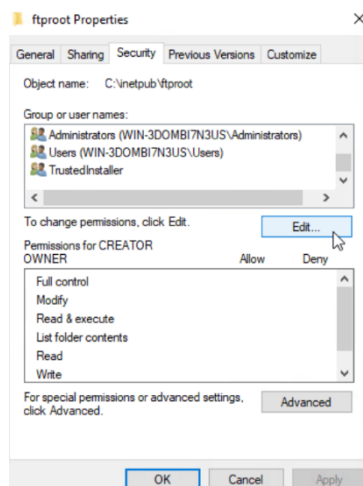 ftproot Properties
General Sharing Security Previous Versions Customize
Object name: C:\inetpub\ftproot
Group or user names:
Administrators (WIN-3DOMBI7N3US\Administrators)
Users (WIN-3DOMBI7N3US\Users)
TrustedInstaller
To change permissions, click Edit.
Edit...
Permissions for CREATOR
OWNER Allow Deny
Full control
Modify
Read & execute
List folder contents
Read
Write
For special permissions or advanced settings,
click Advanced.
Advanced
OK Cancel Apply